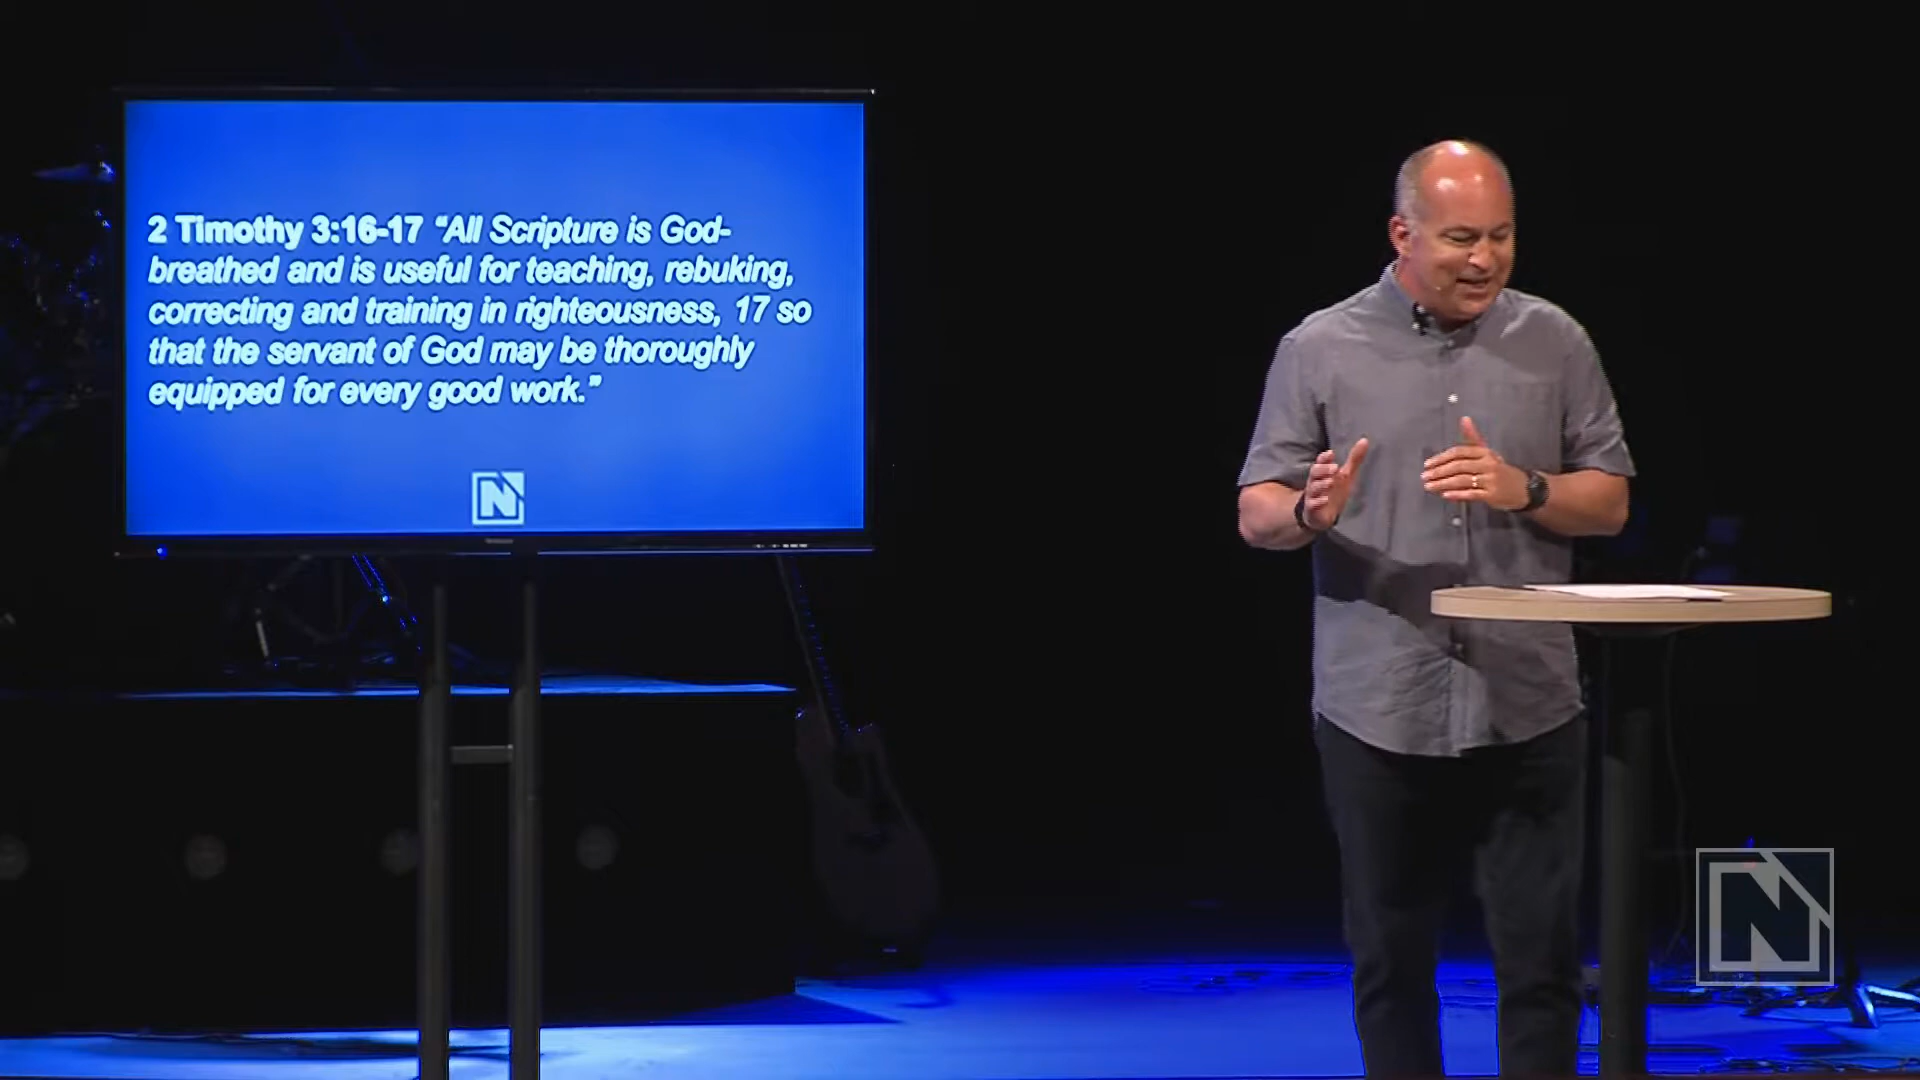 2 Timothy 3:16-17 “All Scripture is God-
breathed and is useful for teaching, rebuking,
correcting and training in righteousness, 17 so
that the servant of God may be thoroughly
equipped for every good work.”
N
N